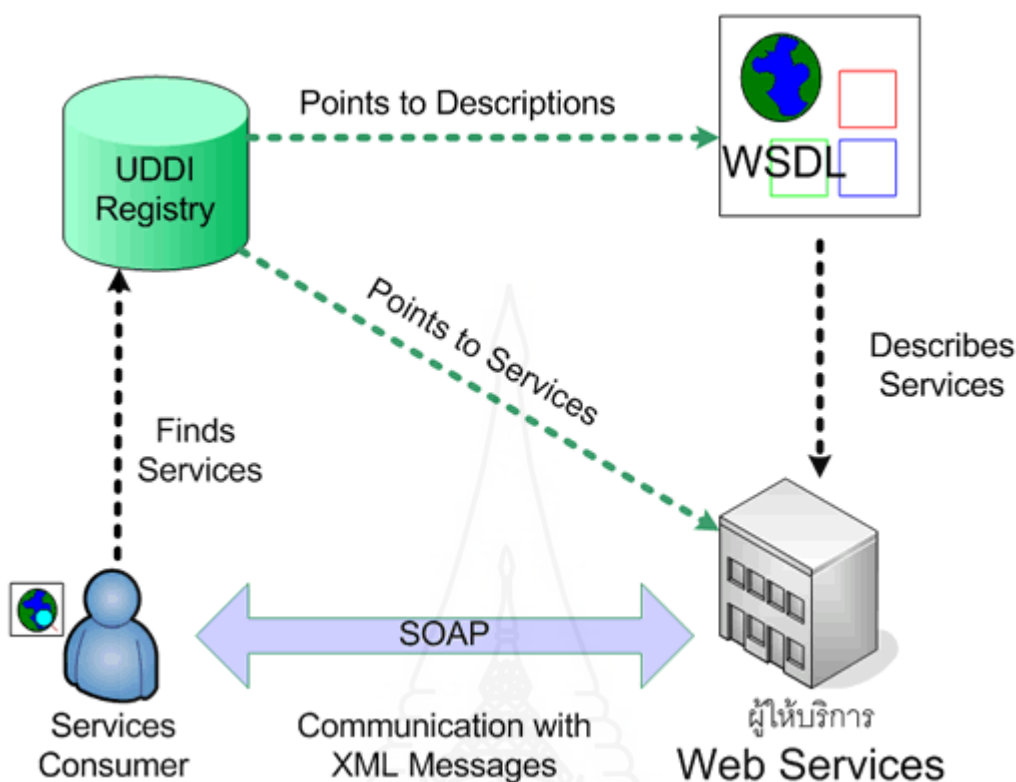 Points to Descriptions
UDDI
Registry
WSDL
Points to Services
Describes
Services
Finds
Services
SOAP
Services
Consumer
Communication with
XML Messages
ผู้ให้บริการ
Web Services